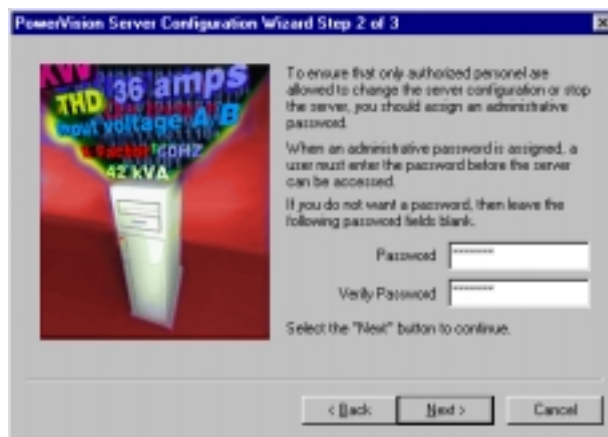 PowerVision Server Configuration Wizard Step 2 of 3
KVA
THD 36 amps
Input voltage A-B
K Factor 60HZ
42 KVA
To ensure that only authorized personel are
allowed to change the server configuration or stop
the server, you should assign an administrative
password.
When an administrative password is assigned, a
user must enter the password before the server
can be accessed.
If you do not want a password, then leave the
following password fields blank.
Password ********
Verify Password ********
Select the "Next" button to continue.
< Back
Next >
Cancel